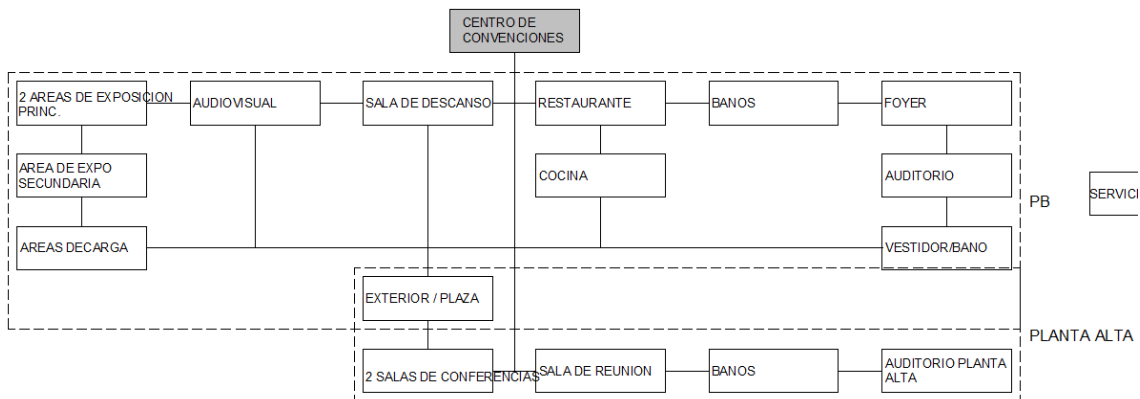 CENTRO DE
CONVENCIONES
2 AREAS DE EXPOSICION
PRINC.
AUDIOVISUAL
SALA DE DESCANSO
RESTAURANTE
BANOS
FOYER
AREA DE EXPO
SECUNDARIA
COCINA
AUDITORIO
PB
AREAS DECARGA
VESTIDOR/BANO
EXTERIOR / PLAZA
PLANTA ALTA
2 SALAS DE CONFERENCIAS
SALA DE REUNION
BANOS
AUDITORIO PLANTA
ALTA